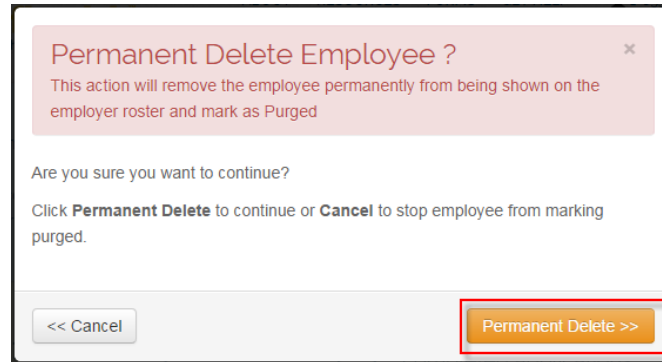 Permanent Delete Employee ?
×
This action will remove the employee permanently from being shown on the
employer roster and mark as Purged
Are you sure you want to continue?
Click Permanent Delete to continue or Cancel to stop employee from marking
purged.
<< Cancel
Permanent Delete >>